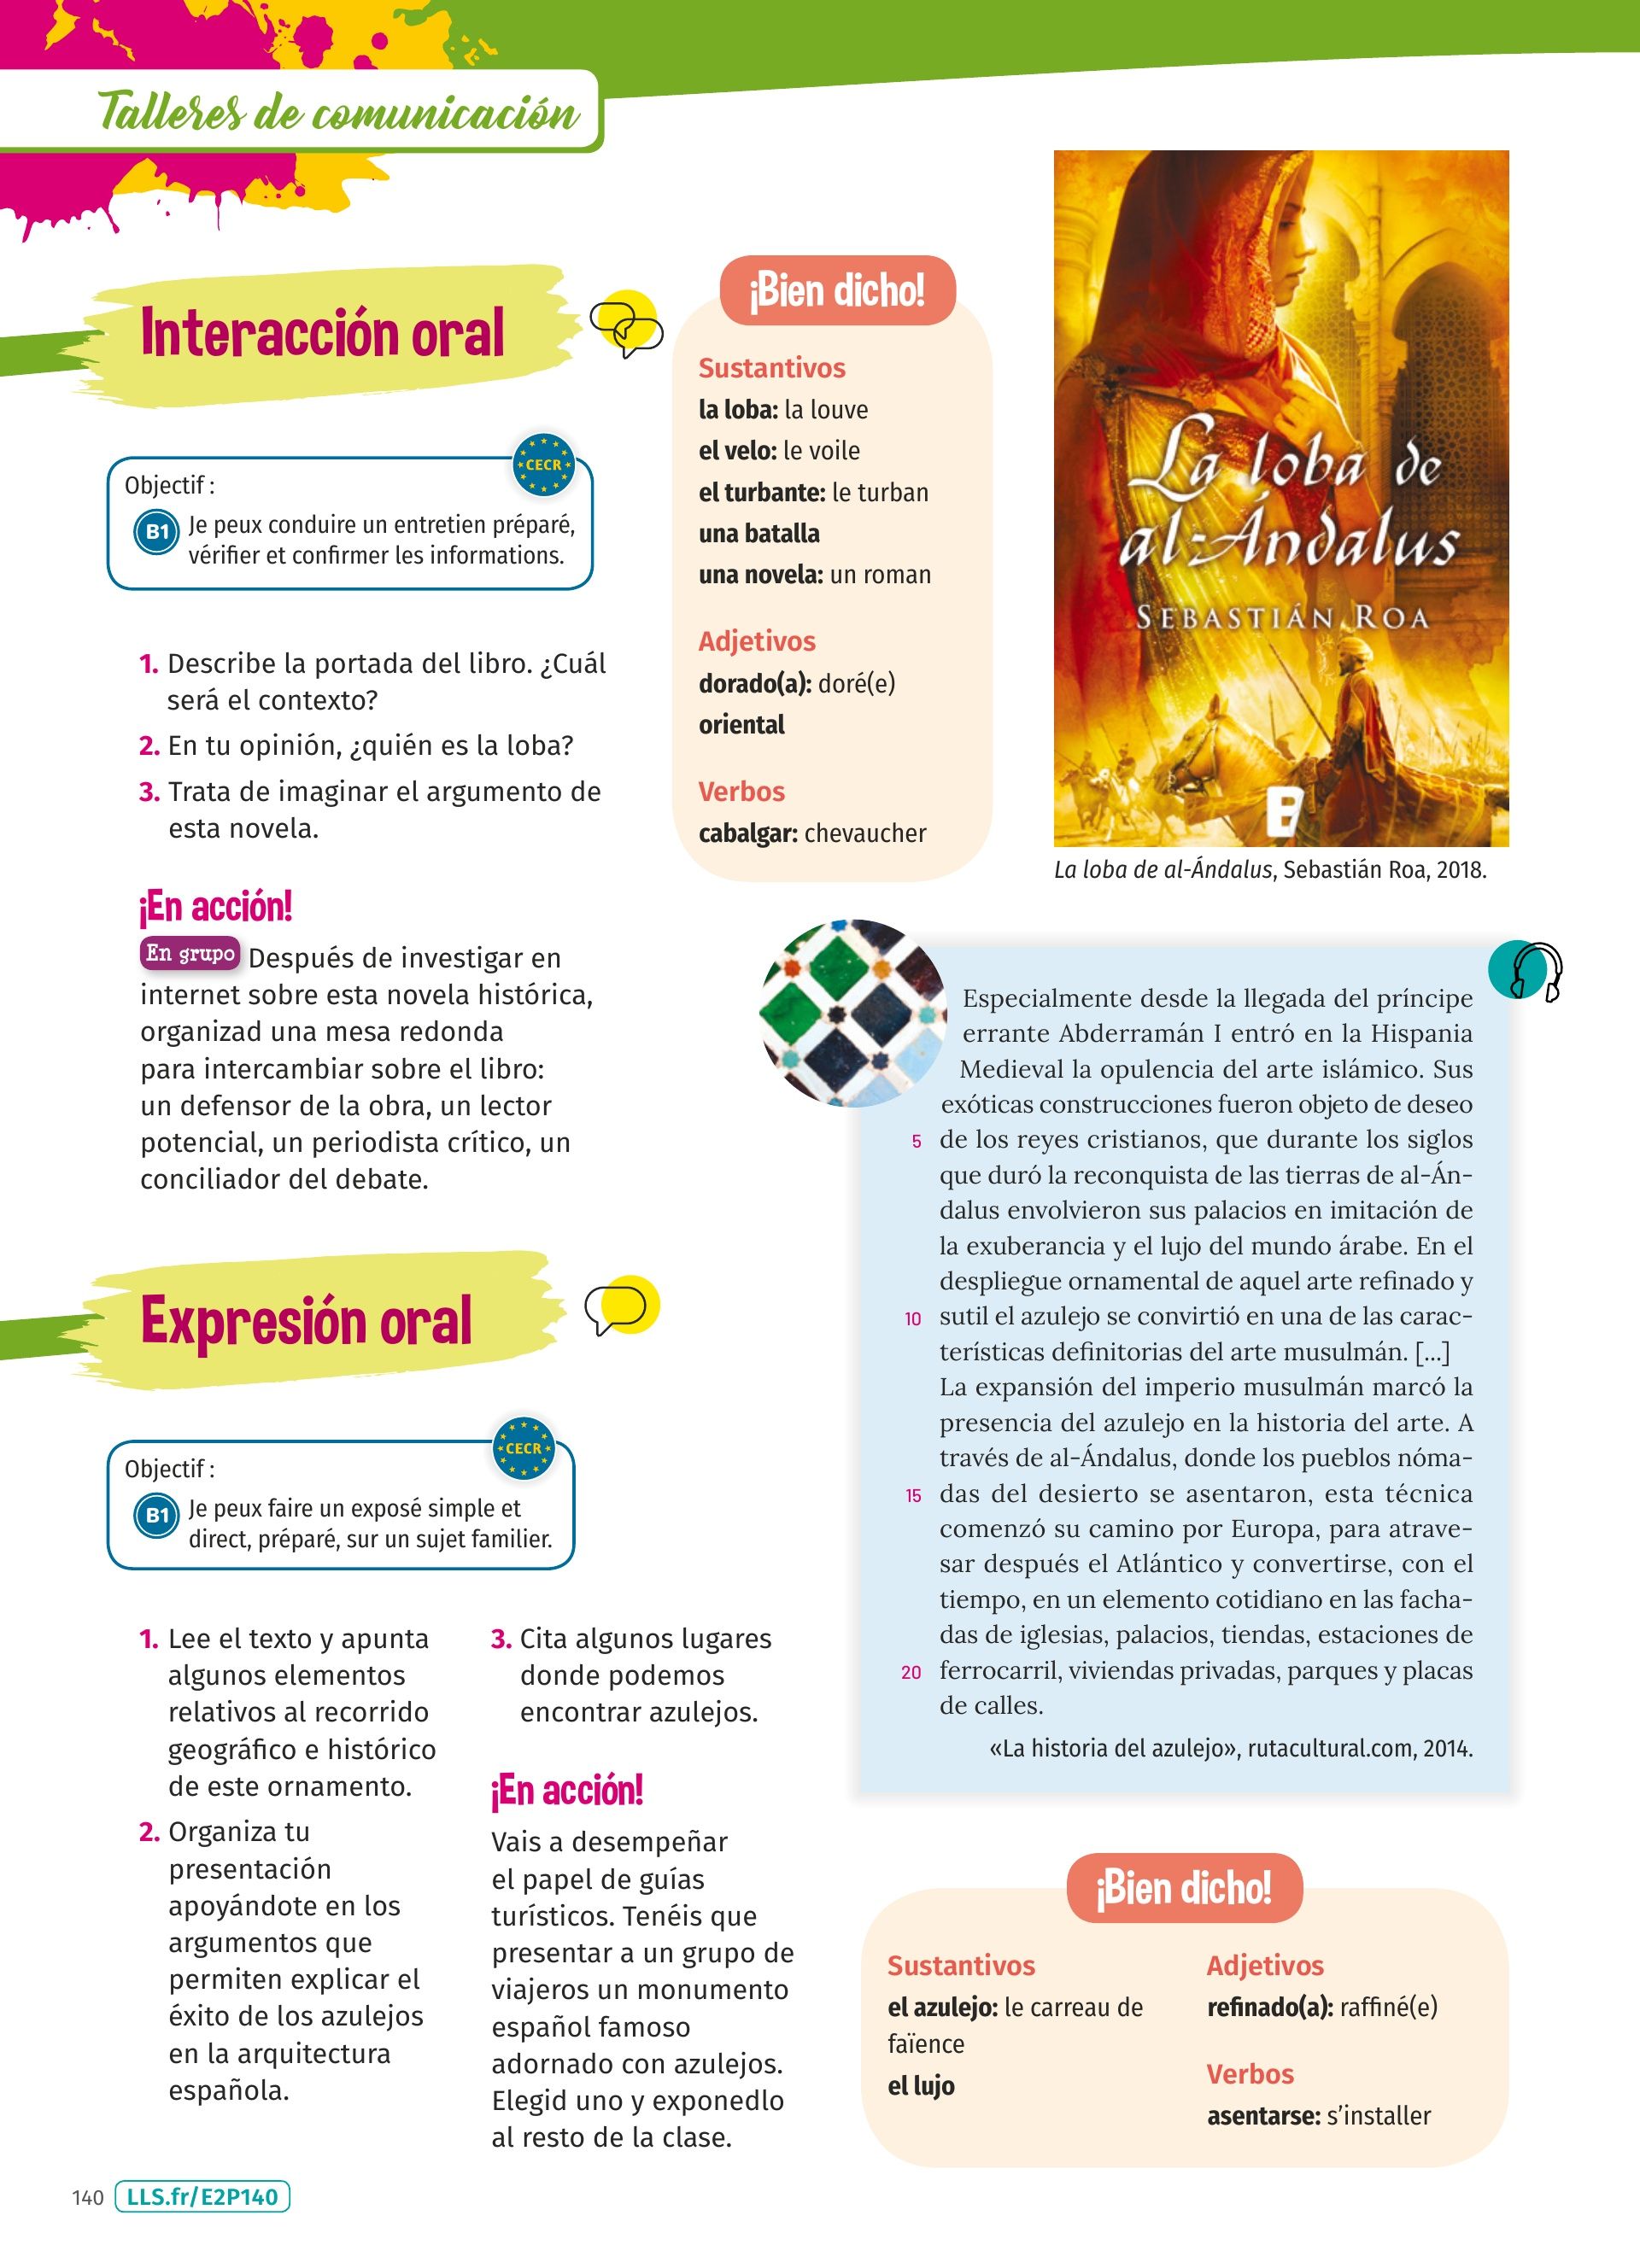 Talleres de comunicación
Interacción oral
Objectif :
CECR
B1 Je peux conduire un entretien préparé,
vérifier et confirmer les informations.
1. Describe la portada del libro. ¿Cuál
será el contexto?
2. En tu opinión, ¿quién es la loba?
3. Trata de imaginar el argumento de
esta novela.
¡En acción!
En grupo Después de investigar en
internet sobre esta novela histórica,
organizad una mesa redonda
para intercambiar sobre el libro:
un defensor de la obra, un lector
potencial, un periodista crítico, un
conciliador del debate.
¡Bien dicho!
Sustantivos
la loba: la louve
el velo: le voile
el turbante: le turban
una batalla
una novela: un roman
Adjetivos
dorado(a): doré(e)
oriental
Verbos
cabalgar: chevaucher
La loba de
al-Ándalus
SEBASTIÁN ROA
B
La loba de al-Ándalus, Sebastián Roa, 2018.
Expresión oral
Objectif :
CECR
B1 Je peux faire un exposé simple et
direct, préparé, sur un sujet familier.
1. Lee el texto y apunta
algunos elementos
relativos al recorrido
geográfico e histórico
de este ornamento.
2. Organiza tu
presentación
apoyándote en los
argumentos que
permiten explicar el
éxito de los azulejos
en la arquitectura
española.
3. Cita algunos lugares
donde podemos
encontrar azulejos.
¡En acción!
Vais a desempeñar
el papel de guías
turísticos. Tenéis que
presentar a un grupo de
viajeros un monumento
español famoso
adornado con azulejos.
Elegid uno y exponedlo
al resto de la clase.
Especialmente desde la llegada del príncipe
errante Abderramán I entró en la Hispania
Medieval la opulencia del arte islámico. Sus
exóticas construcciones fueron objeto de deseo
5 de los reyes cristianos, que durante los siglos
que duró la reconquista de las tierras de al-Án-
dalus envolvieron sus palacios en imitación de
la exuberancia y el lujo del mundo árabe. En el
despliegue ornamental de aquel arte refinado y
10 sutil el azulejo se convirtió en una de las carac-
terísticas definitorias del arte musulmán. [...]
La expansión del imperio musulmán marcó la
presencia del azulejo en la historia del arte. A
través de al-Ándalus, donde los pueblos nóma-
15 das del desierto se asentaron, esta técnica
comenzó su camino por Europa, para atrave-
sar después el Atlántico y convertirse, con el
tiempo, en un elemento cotidiano en las facha-
das de iglesias, palacios, tiendas, estaciones de
20 ferrocarril, viviendas privadas, parques y placas
de calles.
«La historia del azulejo», rutacultural.com, 2014.
¡Bien dicho!
Sustantivos
el azulejo: le carreau de
faïence
el lujo
Adjetivos
refinado(a): raffiné(e)
Verbos
asentarse: s'installer
140 LLS.fr/E2P140